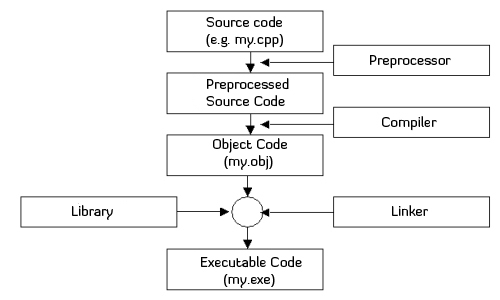 Source code
(e.g. my.cpp)
Preprocessor
Preprocessed
Source Code
Compiler
Object Code
(my.obj)
Library
Linker
Executable Code
(my.exe)